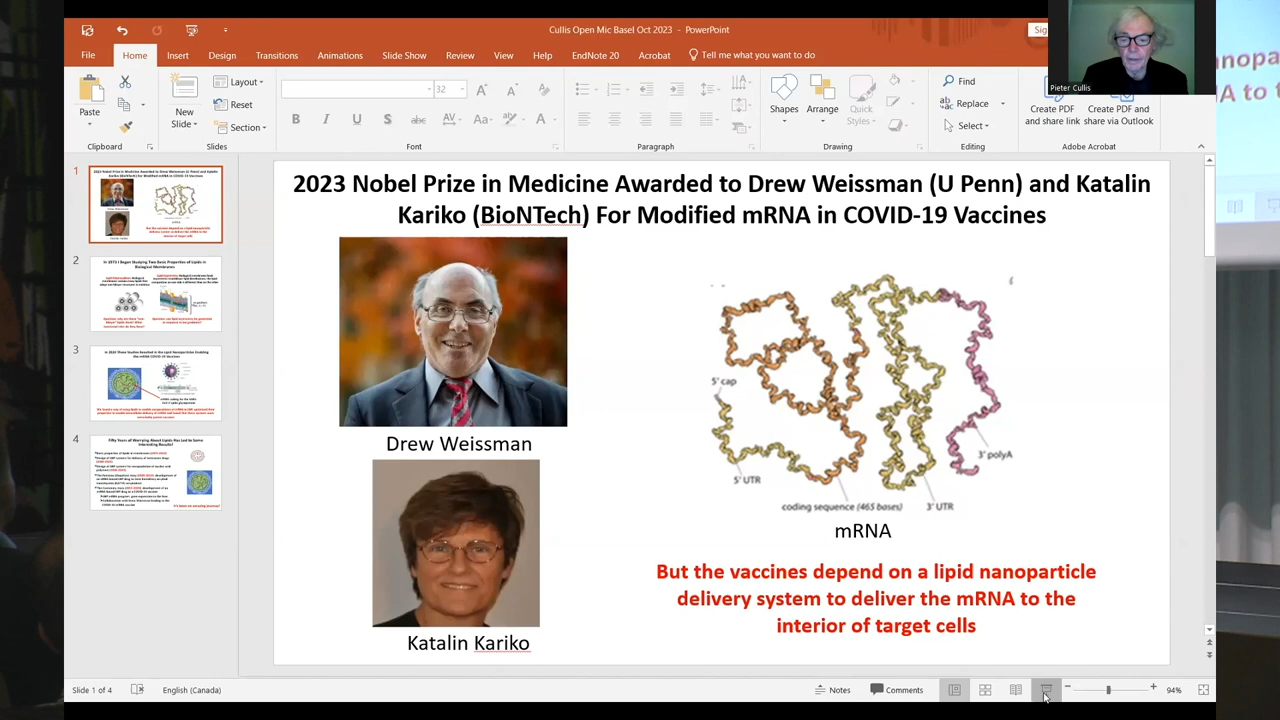 Cullis Open Mic Basel Oct 2023 - PowerPoint
File
Home
Insert
Design
Transitions
Animations
Slide Show
Review
View
Help
EndNote 20
Acrobat
Tell me what you want to do
Pieter Cullis
Paste
Clipboard
New
Slide
Layout
Reset
Section
Slides
32
Font
Paragraph
Shapes
Arrange
Quick
Styles
Drawing
Find
Replace
Select
Editing
Create PDF
and share link
Create PDF and
share via Outlook
Adobe Acrobat
1
2
3
4
2023 Nobel Prize in Medicine Awarded to Drew Weissman (U Penn) and Katalin
Kariko (BioNTech) For Modified mRNA in COVID-19 Vaccines
Drew Weissman
Katalin Kariko
5' cap
5' UTR
coding sequence (465 bases)
3' UTR
3' polyA
mRNA
But the vaccines depend on a lipid nanoparticle
delivery system to deliver the mRNA to the
interior of target cells
Slide 1 of 4
English (Canada)
Notes
Comments
94%